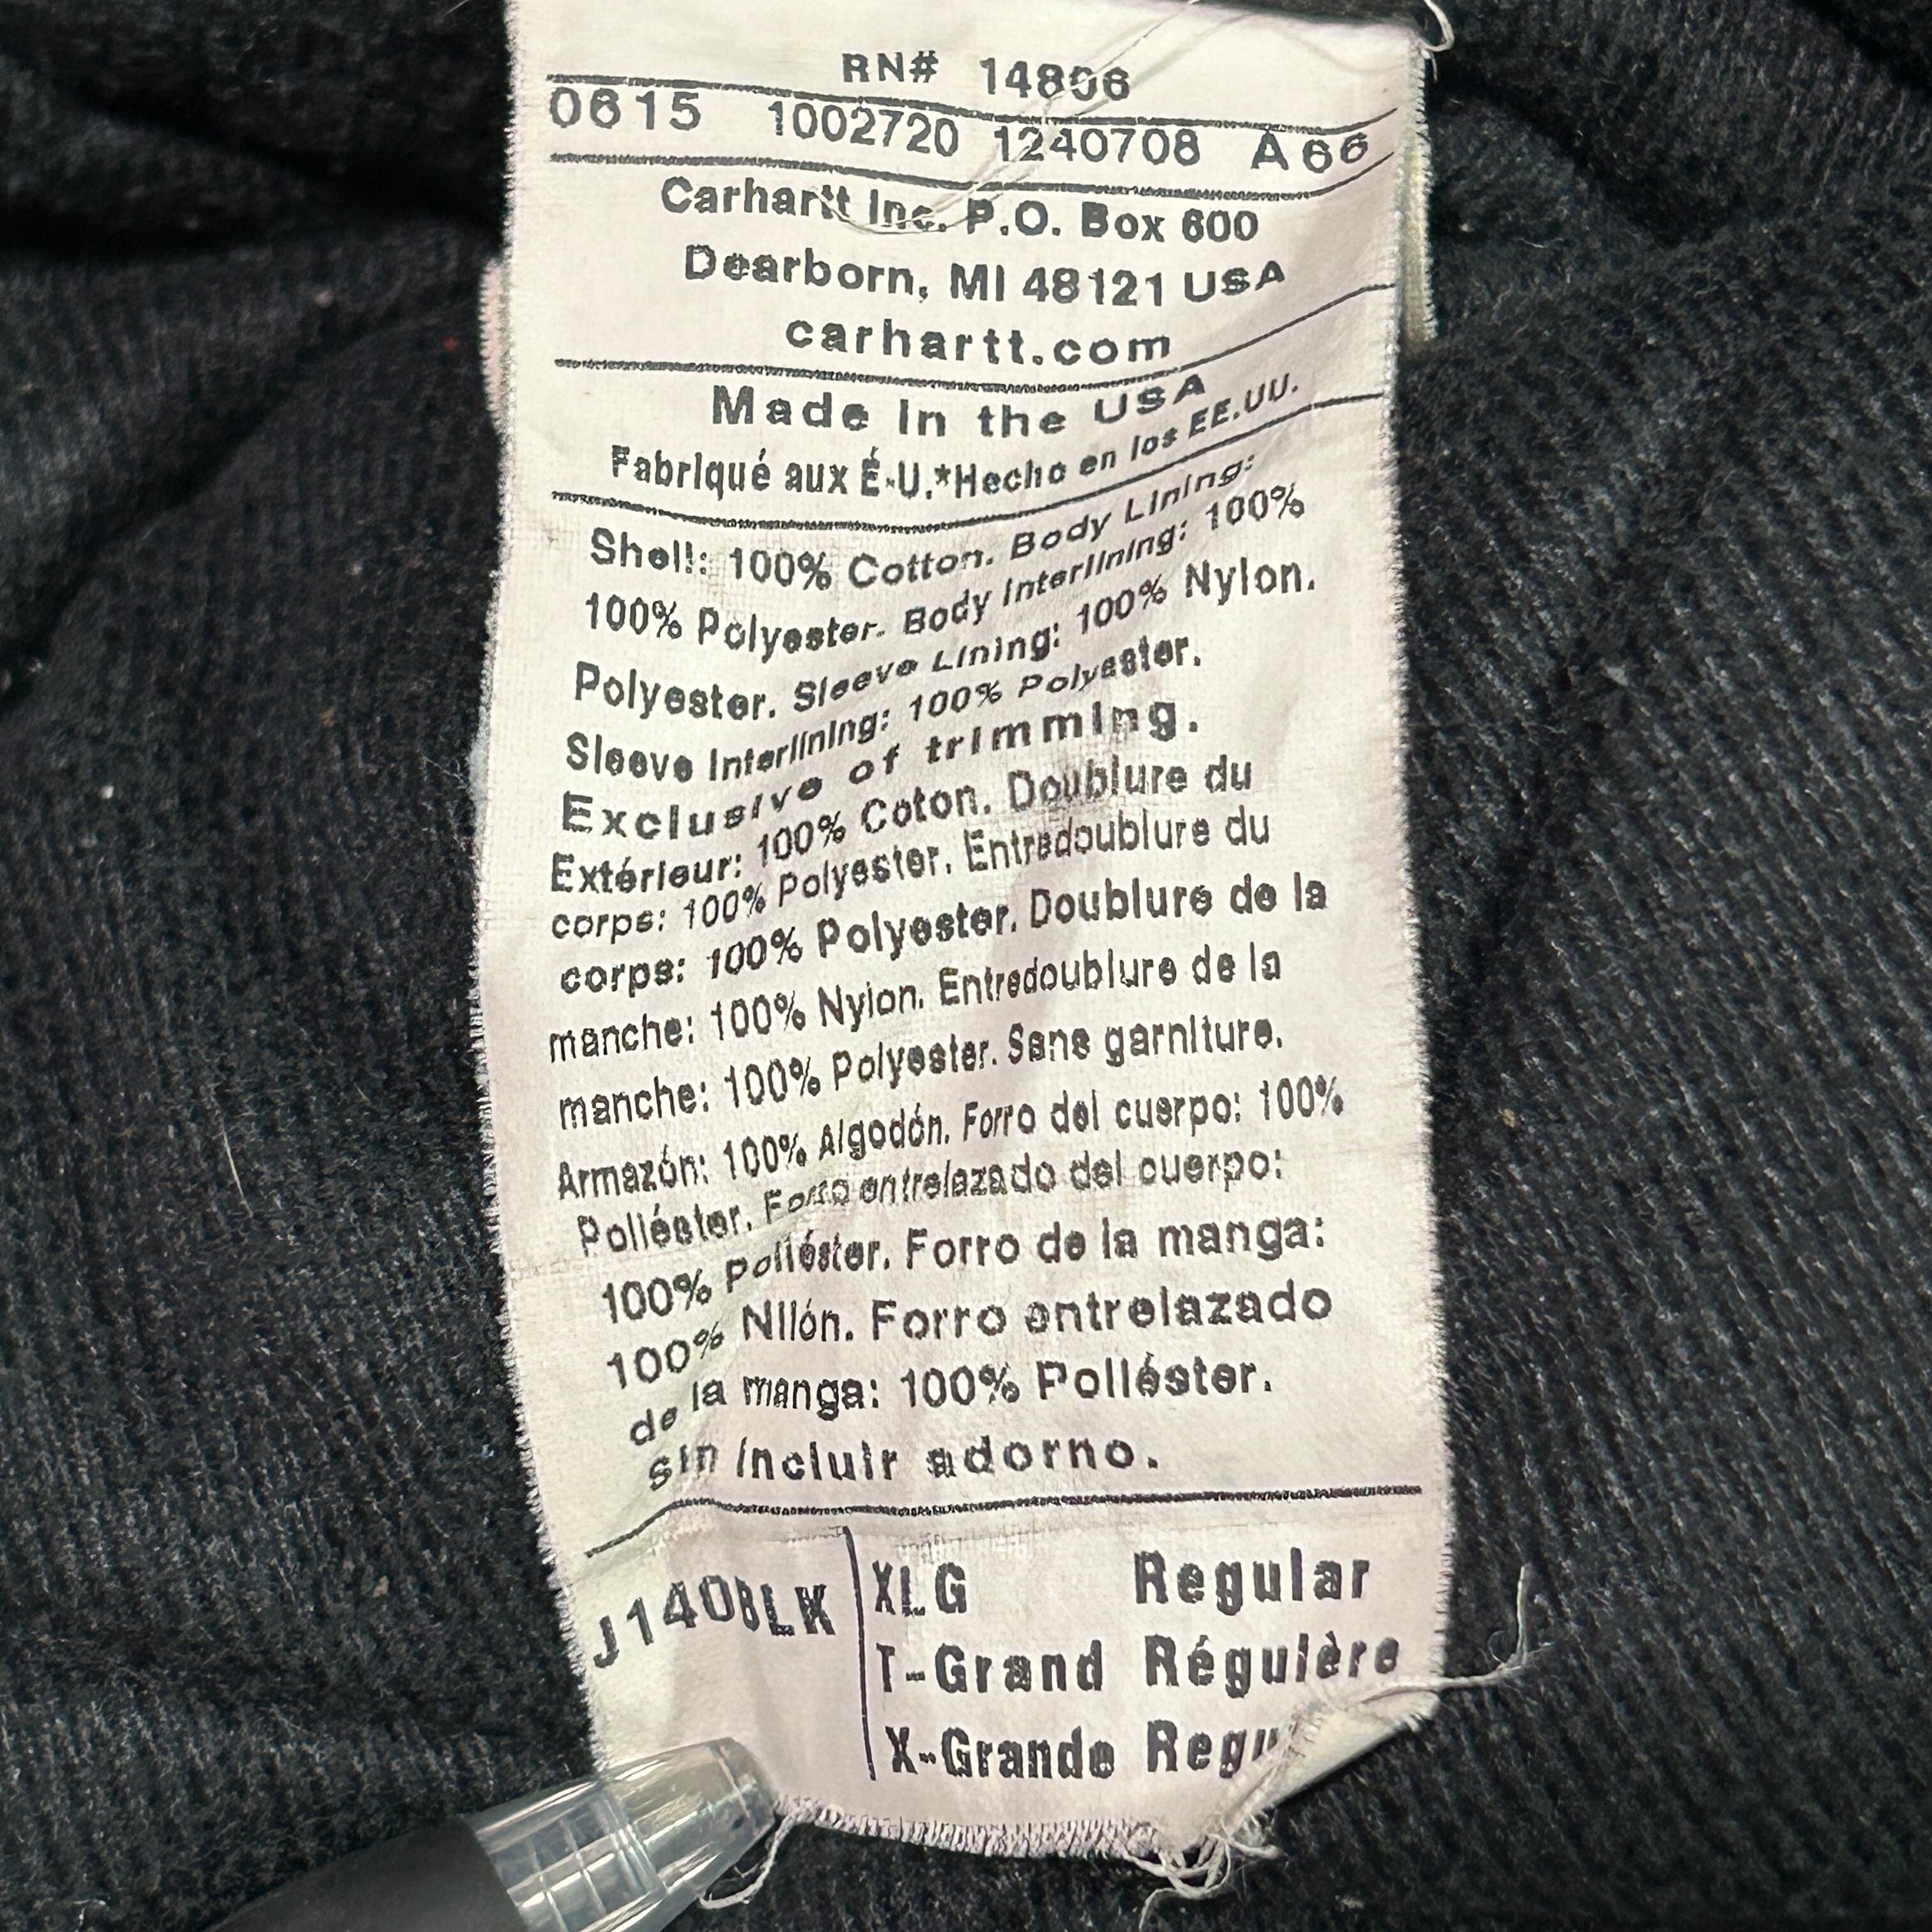 RN# 14806
0615 1002720 1240708 A 66
Carhartt Inc. P.O. Box 600
Dearborn, MI 48121 USA
carhartt.com
Made in the USA
Fabriqué aux É-U.*Hecho en los EE.UU.
Shell: 100% Cotton. Body Lining:
100% Polyester. Body Interlining: 100%
Polyester. Sleeve Lining: 100% Nylon.
Sleeve Interlining: 100% Polyester.
Exclusive of trimming.
Extérieur: 100% Coton. Doublure du
corps: 100% Polyester. Entredoublure du
corps: 100% Polyester. Doublure de la
manche: 100% Nylon. Entredoublure de la
manche: 100% Polyester. Sans garniture.
Armazón: 100% Algodón. Forro del cuerpo: 100%
Poliéster. Forro entrelazado del cuerpo:
100% Poliéster. Forro de la manga:
100% Nilón. Forro entrelazado
de la manga: 100% Poliéster.
sin incluir adorno.
J140BLK
XLG Regular
T-Grand Régulère
X-Grande